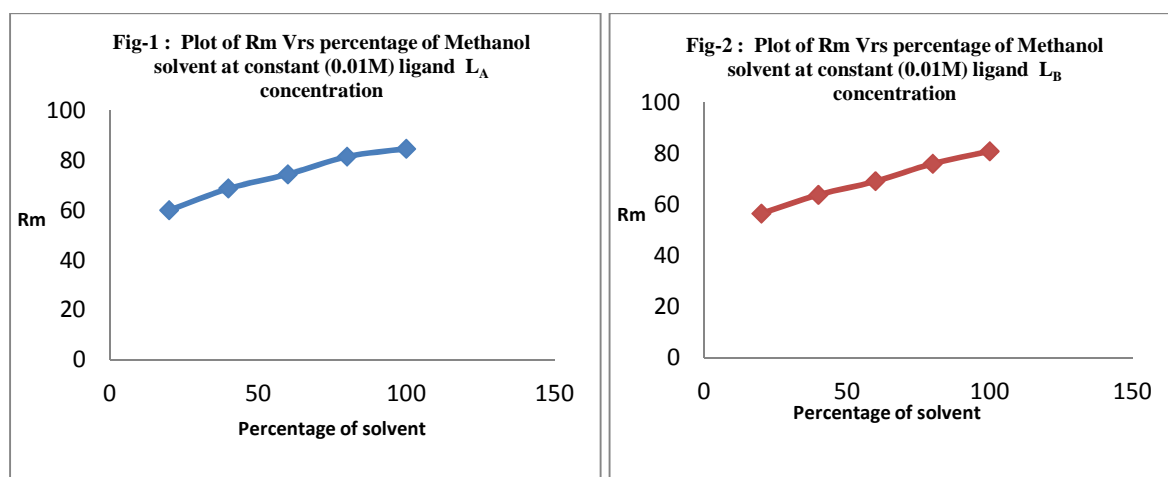 Fig-1 : Plot of Rm Vrs percentage of Methanol
solvent at constant (0.01M) ligand L_A
concentration
100
80
60
40
20
0
Rm
0 50 100 150
Percentage of solvent
Fig-2 : Plot of Rm Vrs percentage of Methanol
solvent at constant (0.01M) ligand L_B
concentration
100
80
60
40
20
0
Rm
0 50 100 150
Percentage of solvent